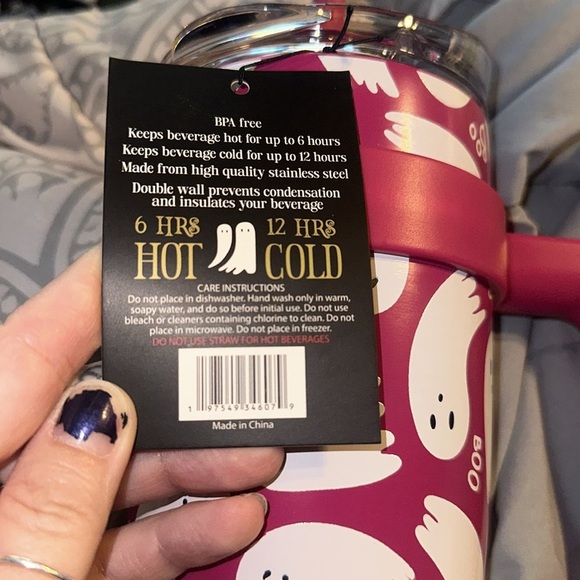 BPA free
Keeps beverage hot for up to 6 hours
Keeps beverage cold for up to 12 hours
Made from high quality stainless steel
Double wall prevents condensation
and insulates your beverage
6 HRS 12 HRS
HOT COLD
CARE INSTRUCTIONS
Do not place in dishwasher. Hand wash only in warm,
soapy water, and do so before initial use. Do not use
bleach or cleaners containing chlorine to clean. Do not
place in microwave. Do not place in freezer.
DO NOT USE STRAW FOR HOT BEVERAGES
1 97549 34607 9
Made in China
BOO